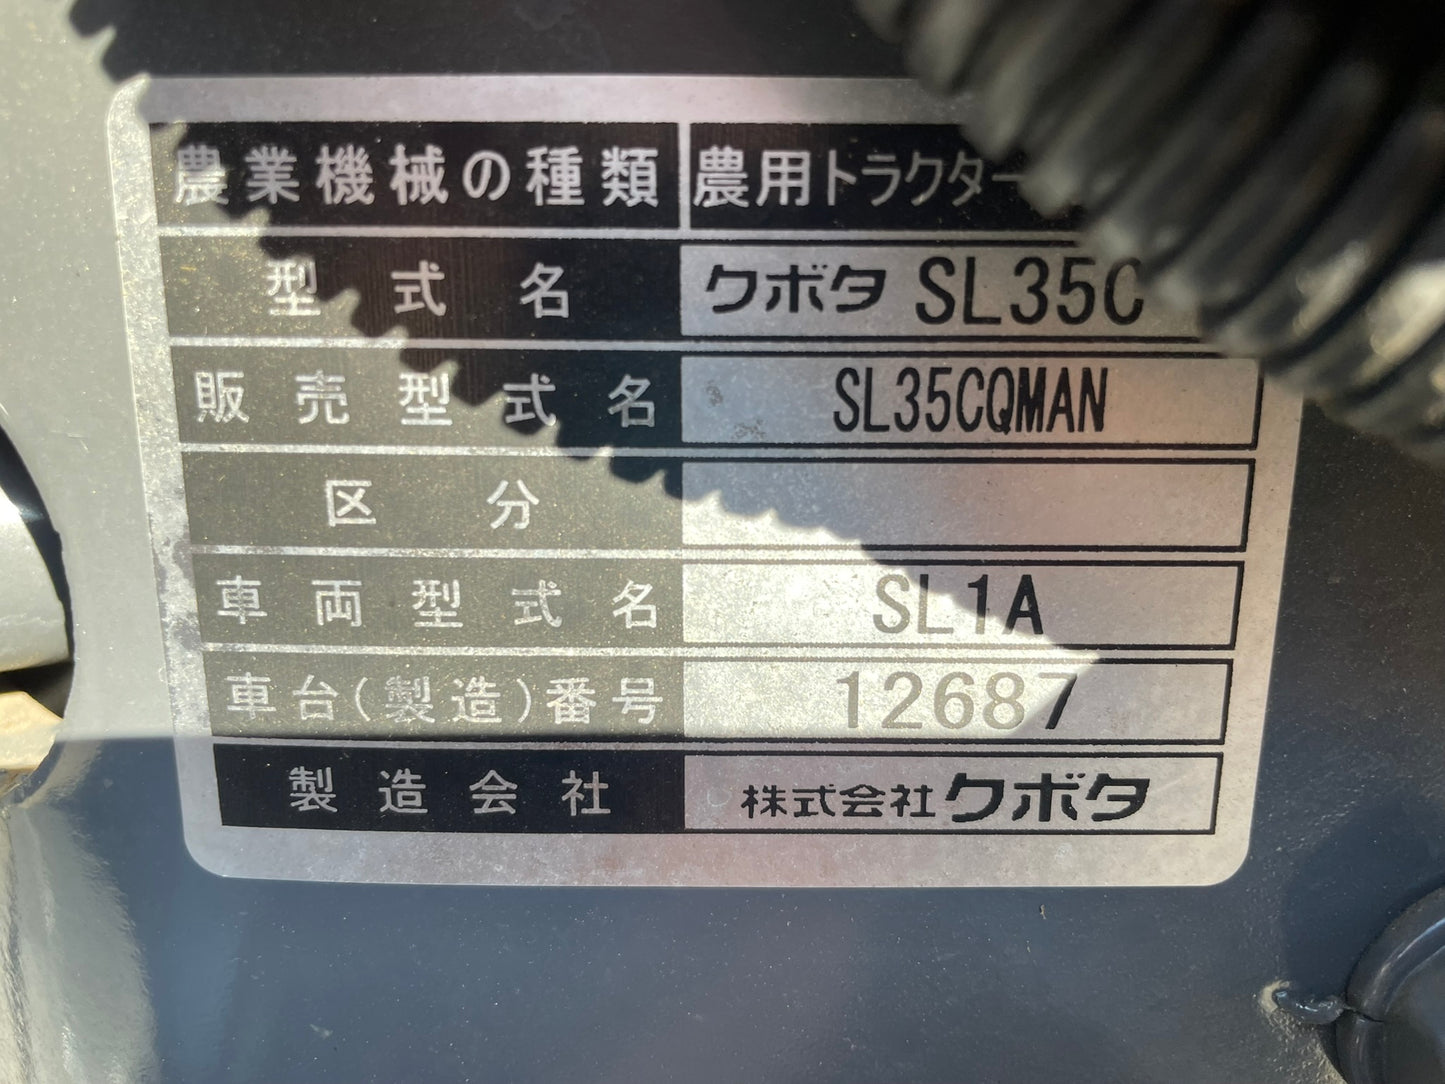 農業機械の種類 農用トラクター
型式名 クボタ SL35C
販売型式名 SL35CQMAN
区分
車両型式名 SL1A
車台(製造)番号 12687
製造会社 株式会社クボタ